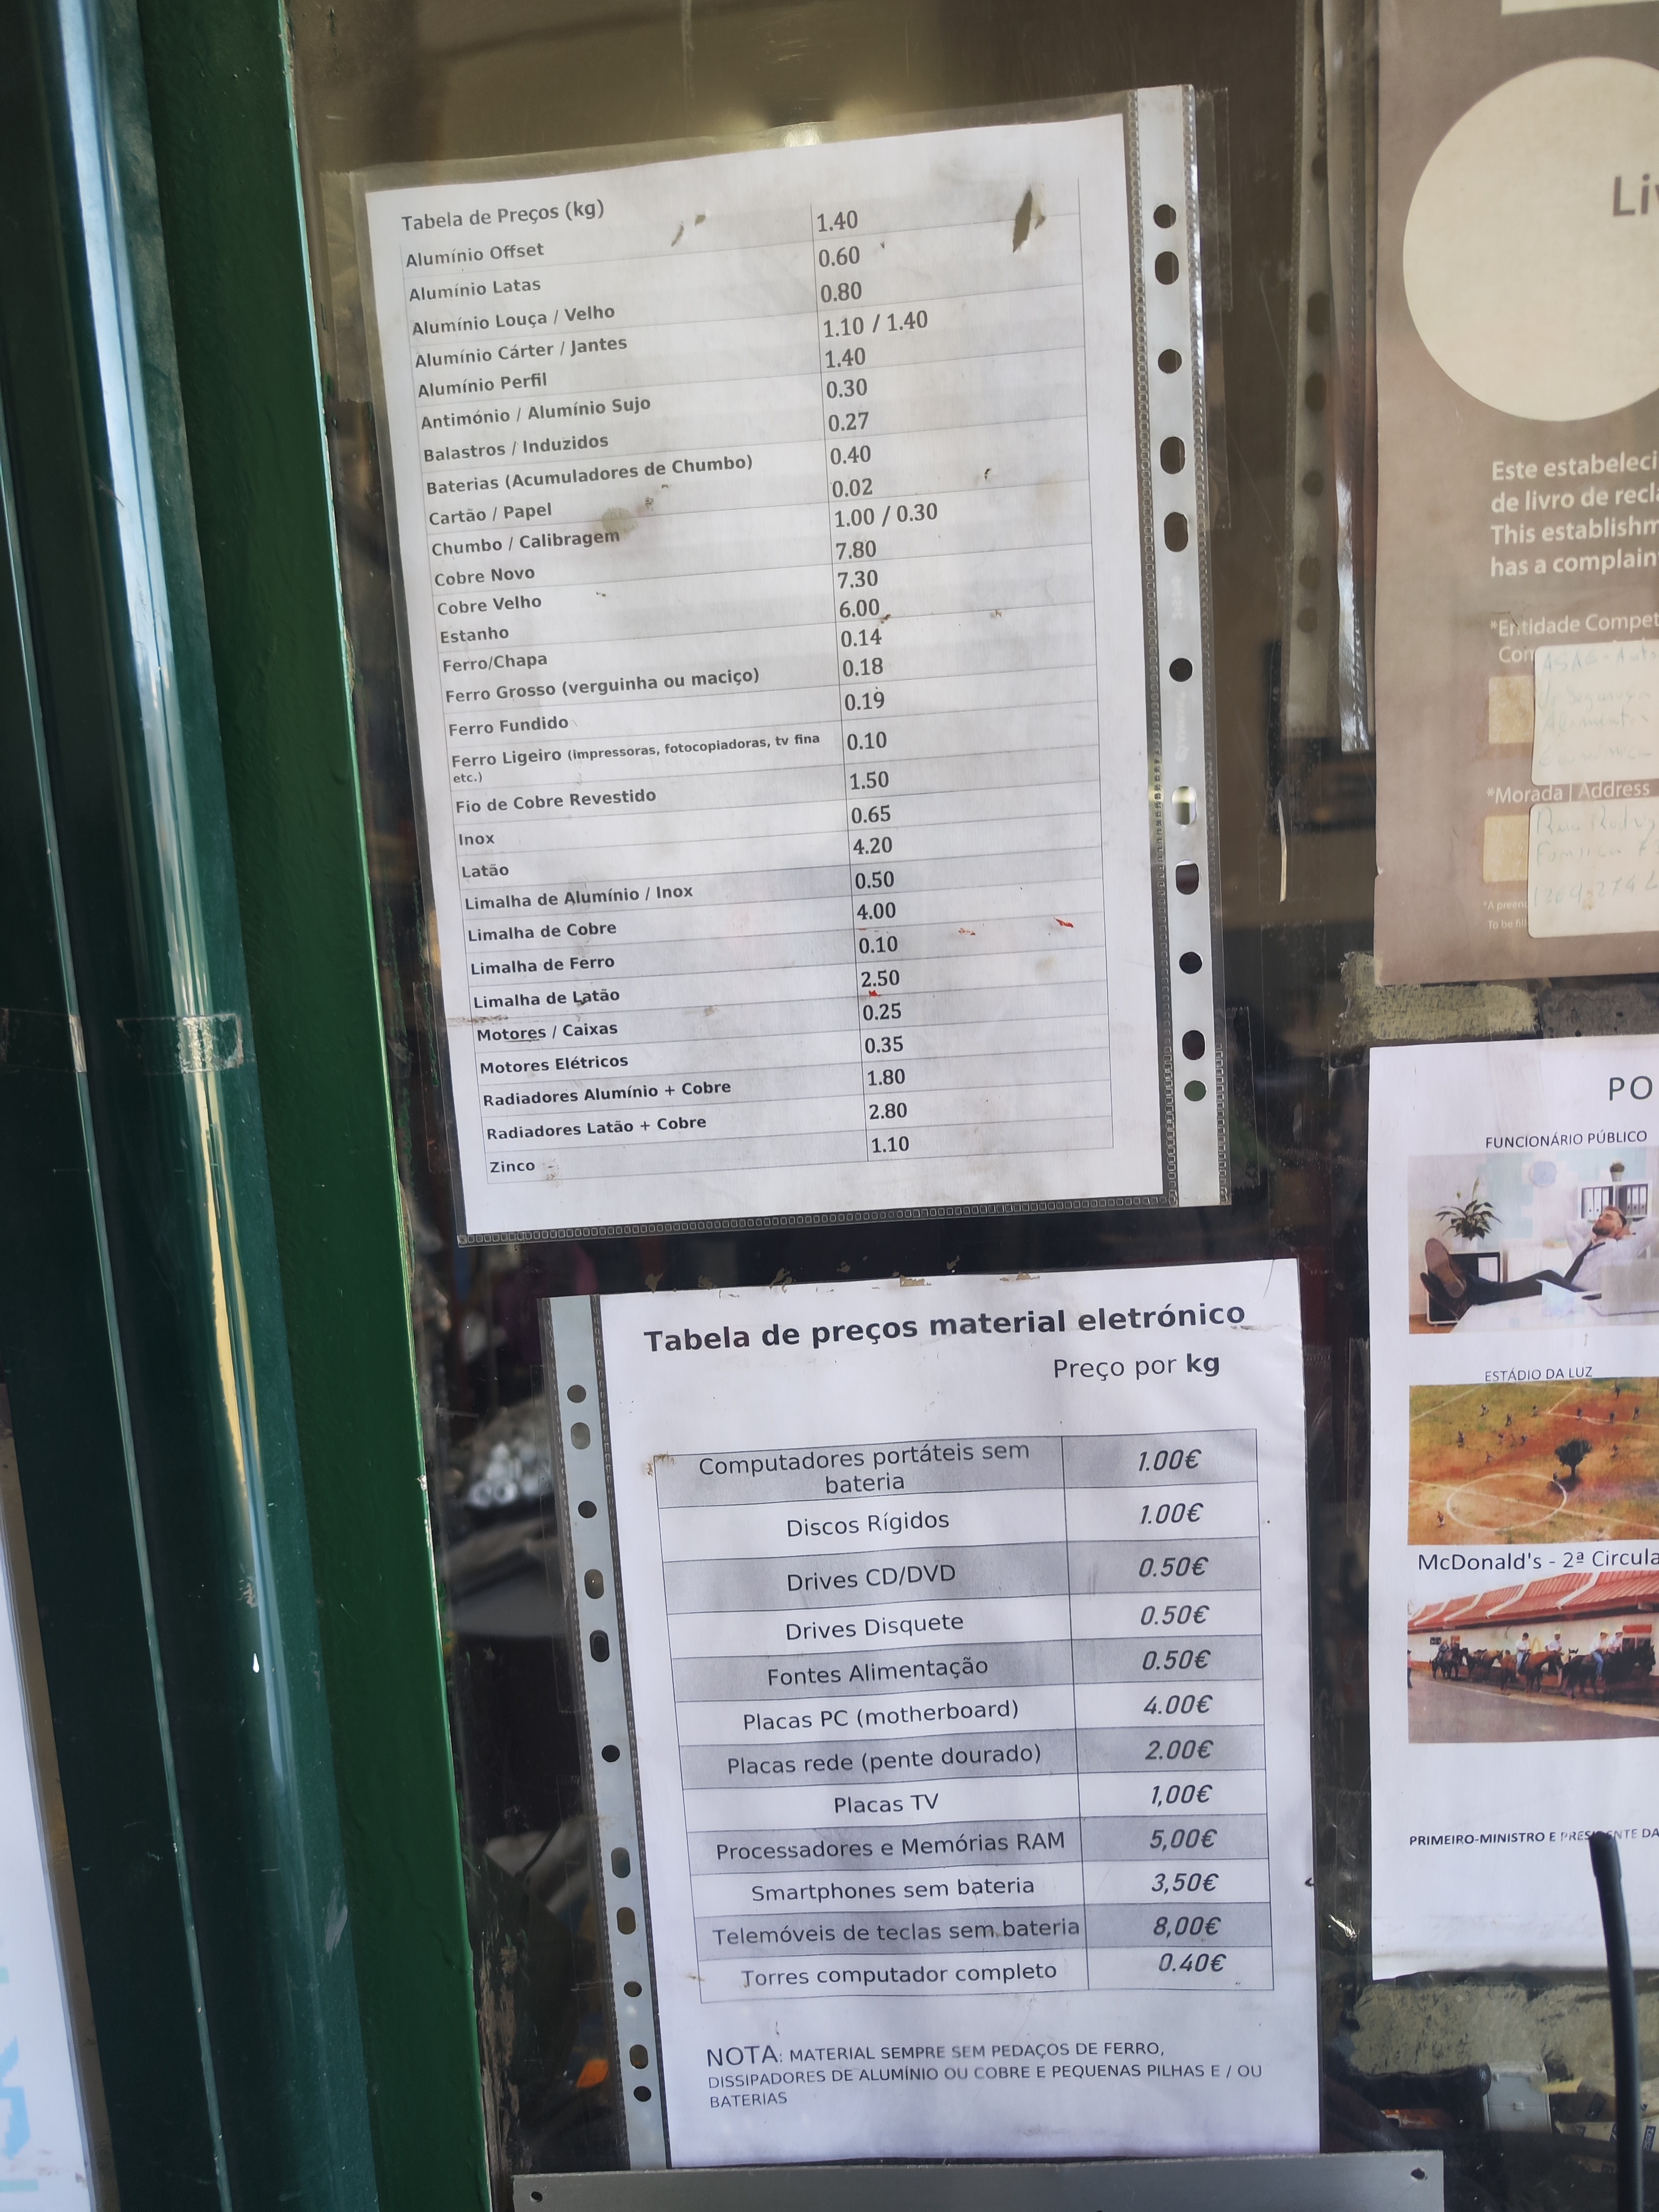 Tabela de Preços (kg)
Alumínio Offset 1.40
Alumínio Latas 0.60
Alumínio Louça / Velho 0.80
Alumínio Cárter / Jantes 1.10 / 1.40
Alumínio Perfil 1.40
Antimónio / Alumínio Sujo 0.30
Balastros / Induzidos 0.27
Baterias (Acumuladores de Chumbo) 0.40
Cartão / Papel 0.02
Chumbo / Calibragem 1.00 / 0.30
Cobre Novo 7.80
Cobre Velho 7.30
Estanho 6.00
Ferro/Chapa 0.14
Ferro Grosso (verguinha ou maciço) 0.18
Ferro Fundido 0.19
Ferro Ligeiro (impressoras, fotocopiadoras, tv fina 0.10
etc.)
Fio de Cobre Revestido 1.50
Inox 0.65
Latão 4.20
Limalha de Alumínio / Inox 0.50
Limalha de Cobre 4.00
Limalha de Ferro 0.10
Limalha de Latão 2.50
Motores / Caixas 0.25
Motores Elétricos 0.35
Radiadores Alumínio + Cobre 1.80
Radiadores Latão + Cobre 2.80
Zinco 1.10
Tabela de preços material eletrónico
Preço por kg
Computadores portáteis sem 1.00€
bateria
Discos Rígidos 1.00€
Drives CD/DVD 0.50€
Drives Disquete 0.50€
Fontes Alimentação 0.50€
Placas PC (motherboard) 4.00€
Placas rede (pente dourado) 2.00€
Placas TV 1,00€
Processadores e Memórias RAM 5,00€
Smartphones sem bateria 3,50€
Telemóveis de teclas sem bateria 8,00€
Torres computador completo 0.40€
NOTA: MATERIAL SEMPRE SEM PEDAÇOS DE FERRO,
DISSIPADORES DE ALUMÍNIO OU COBRE E PEQUENAS PILHAS E / OU
BATERIAS
Liv
Este estabeleci
de livro de recla
This establishm
has a complain
*Entidade Compet
Com
*Morada | Address
To be fil
PO
FUNCIONÁRIO PÚBLICO
ESTÁDIO DA LUZ
McDonald's - 2ª Circula
PRIMEIRO-MINISTRO E PRESIDENTE DA